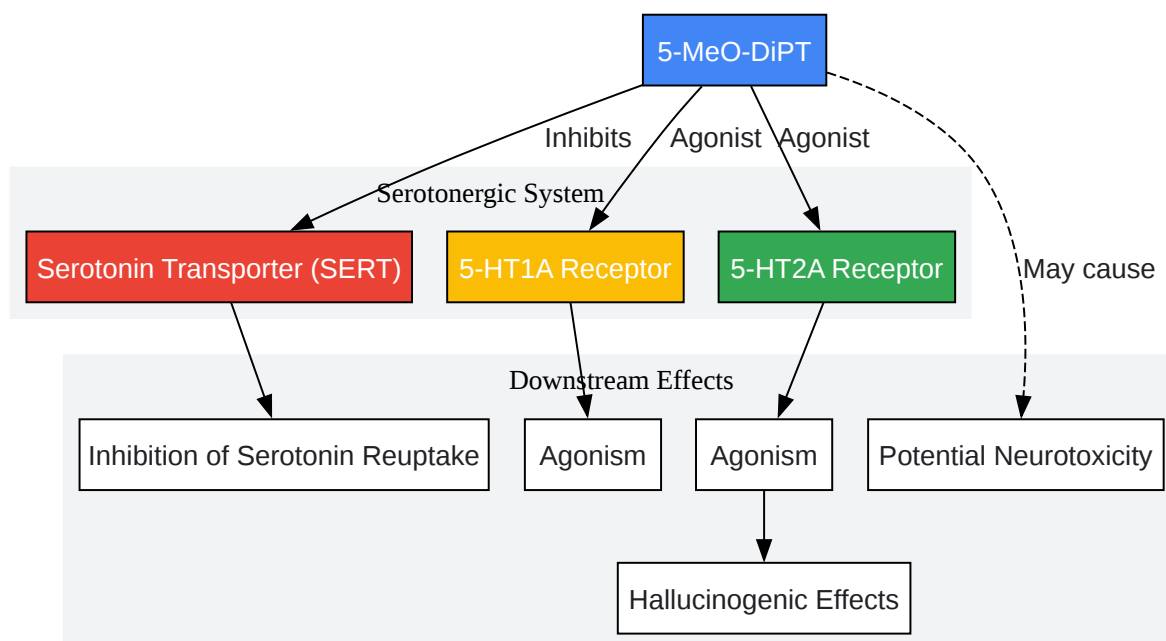 5-MeO-DiPT
Inhibits
Agonist
Agonist
Serotonergic System
Serotonin Transporter (SERT)
5-HT1A Receptor
5-HT2A Receptor
May cause
Downstream Effects
Inhibition of Serotonin Reuptake
Agonism
Agonism
Potential Neurotoxicity
Hallucinogenic Effects